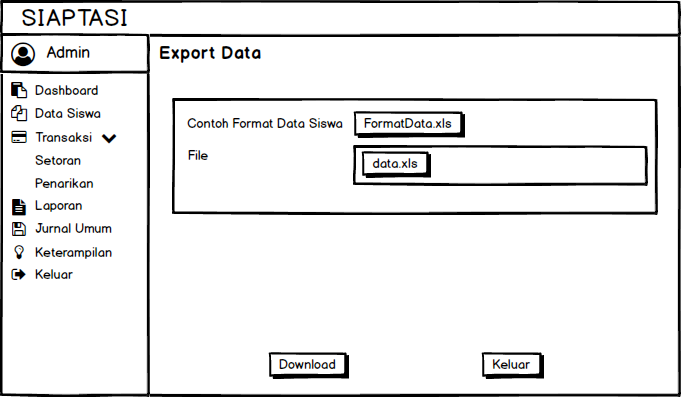 SIAPTASI
Admin
Dashboard
Data Siswa
Transaksi
Setoran
Penarikan
Laporan
Jurnal Umum
Keterampilan
Keluar
Export Data
Contoh Format Data Siswa FormatData.xls
File data.xls
Download Keluar